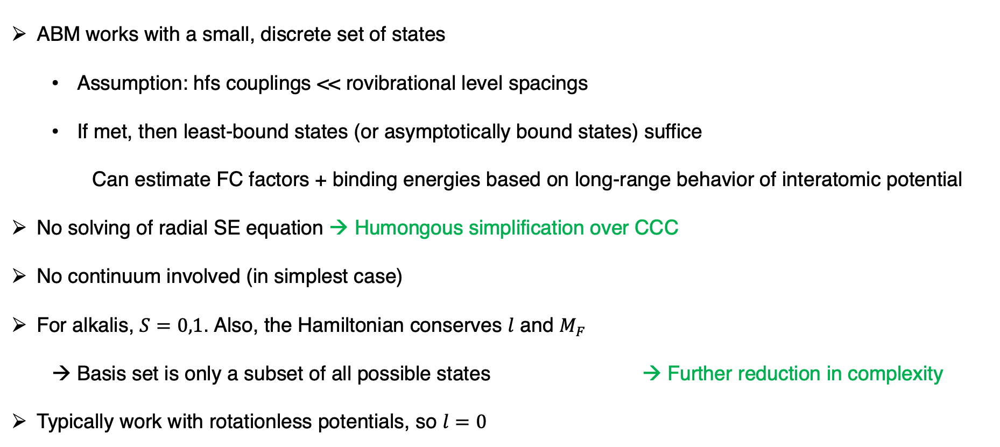 ➢ ABM works with a small, discrete set of states
• Assumption: hfs couplings << rovibrational level spacings
• If met, then least-bound states (or asymptotically bound states) suffice
Can estimate FC factors + binding energies based on long-range behavior of interatomic potential
➢ No solving of radial SE equation → Humongous simplification over CCC
➢ No continuum involved (in simplest case)
➢ For alkalis, S = 0,1. Also, the Hamiltonian conserves l and M_F
→ Basis set is only a subset of all possible states → Further reduction in complexity
➢ Typically work with rotationless potentials, so l = 0